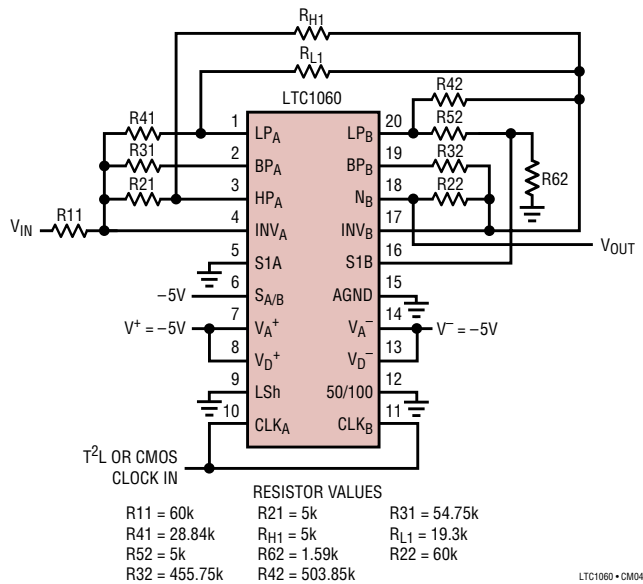 RH1
RL1
LTC1060
R42
R41 1 LPA LPB 20 R52
R31 2 BPA BPB 19 R32
R21 3 HPA NB 18 R22 R62
VIN R11 4 INVA INVB 17
VOUT
5 S1A S1B 16
–5V 6 SA/B AGND 15
V+ = –5V 7 VA+ VA– 14 V– = –5V
8 VD+ VD– 13
9 LSh 50/100 12
10 CLKA CLKB 11
T2L OR CMOS
CLOCK IN
RESISTOR VALUES
R11 = 60k R21 = 5k R31 = 54.75k
R41 = 28.84k RH1 = 5k RL1 = 19.3k
R52 = 5k R62 = 1.59k R22 = 60k
R32 = 455.75k R42 = 503.85k
LTC1060 • CM04